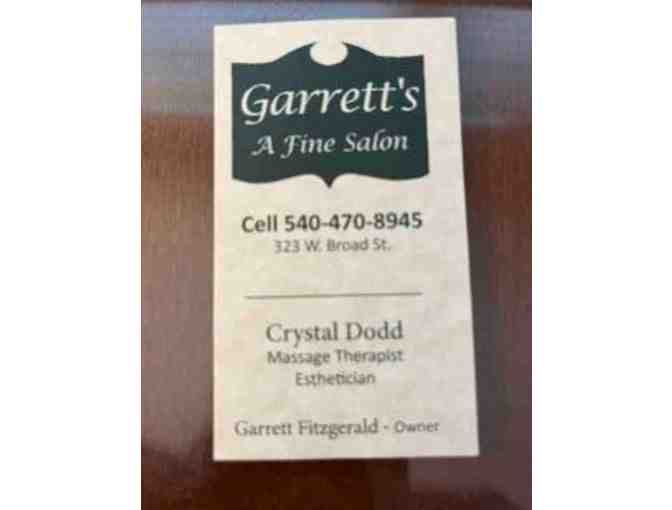 Garrett's
A Fine Salon
Cell 540-470-8945
323 W. Broad St.
Crystal Dodd
Massage Therapist
Esthetician
Garrett Fitzgerald - Owner